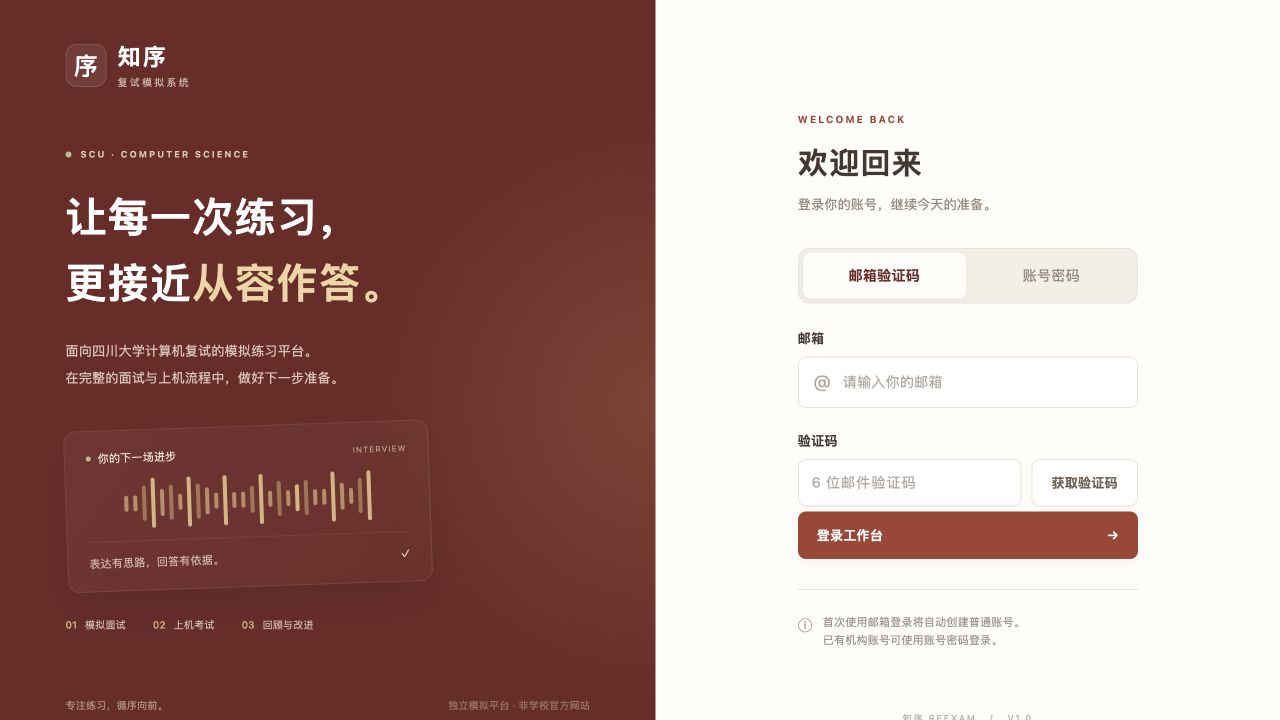 序
知序
复试模拟系统
SCU · COMPUTER SCIENCE
让每一次练习，
更接近从容作答。
面向四川大学计算机复试的模拟练习平台。
在完整的面试与上机流程中，做好下一步准备。
你的下一场进步
INTERVIEW
表达有思路，回答有依据。
01 模拟面试 02 上机考试 03 回顾与改进
专注练习，循序向前。
独立模拟平台 · 非学校官方网站
WELCOME BACK
欢迎回来
登录你的账号，继续今天的准备。
邮箱验证码
账号密码
邮箱
@ 请输入你的邮箱
验证码
6 位邮件验证码
获取验证码
登录工作台
首次使用邮箱登录将自动创建普通账号。
已有机构账号可使用账号密码登录。
知序 REEXAM / V1.0